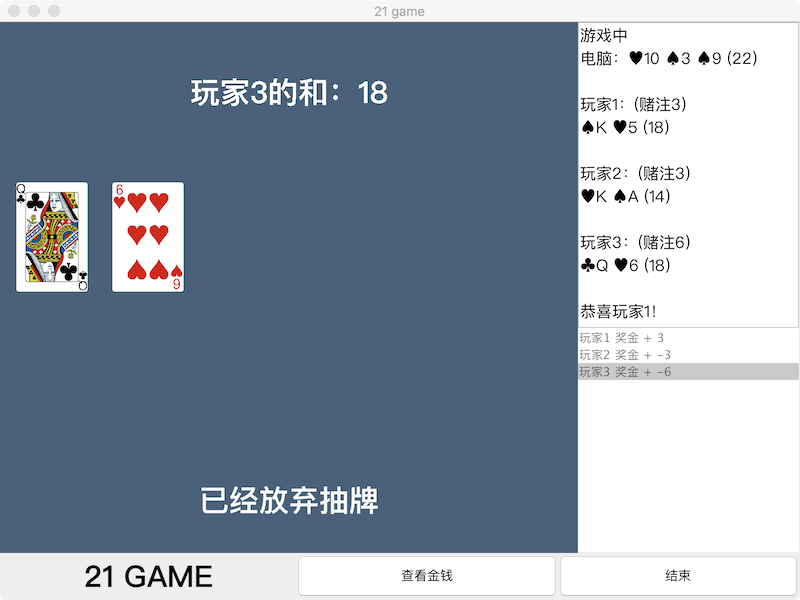 21 game
玩家3的和：18
Q
Q
6
6
已经放弃抽牌
游戏中
电脑：♥10 ♠3 ♠9 (22)
玩家1：(赌注3)
♠K ♥5 (18)
玩家2：(赌注3)
♥K ♠A (14)
玩家3：(赌注6)
♣Q ♥6 (18)
恭喜玩家1！
玩家1 奖金 + 3
玩家2 奖金 + -3
玩家3 奖金 + -6
21 GAME
查看金钱
结束